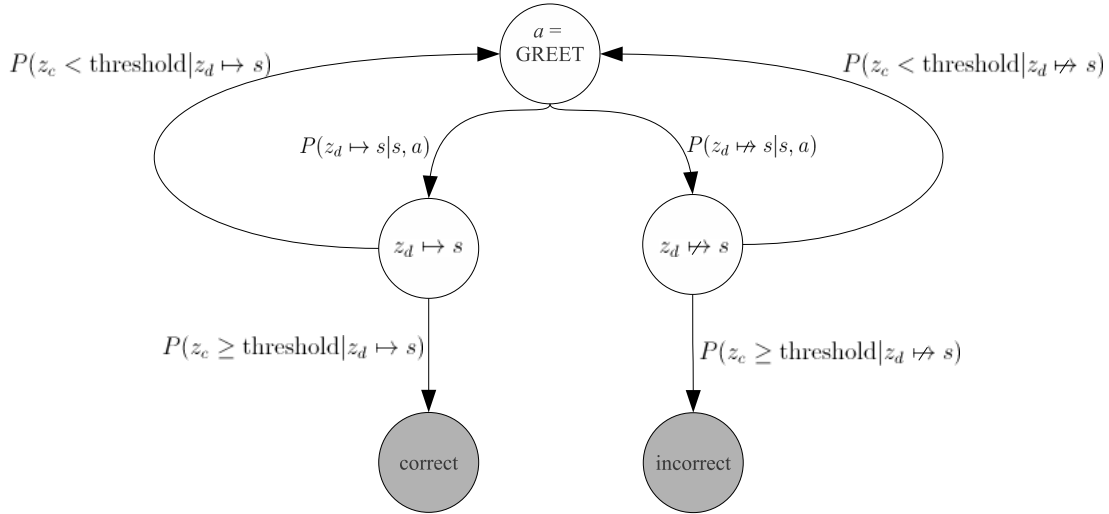 a =
GREET
P(z_c < threshold|z_d ↦ s)
P(z_c < threshold|z_d ↦̸ s)
P(z_d ↦ s|s, a)
P(z_d ↦̸ s|s, a)
z_d ↦ s
z_d ↦̸ s
P(z_c ≥ threshold|z_d ↦ s)
P(z_c ≥ threshold|z_d ↦̸ s)
correct
incorrect